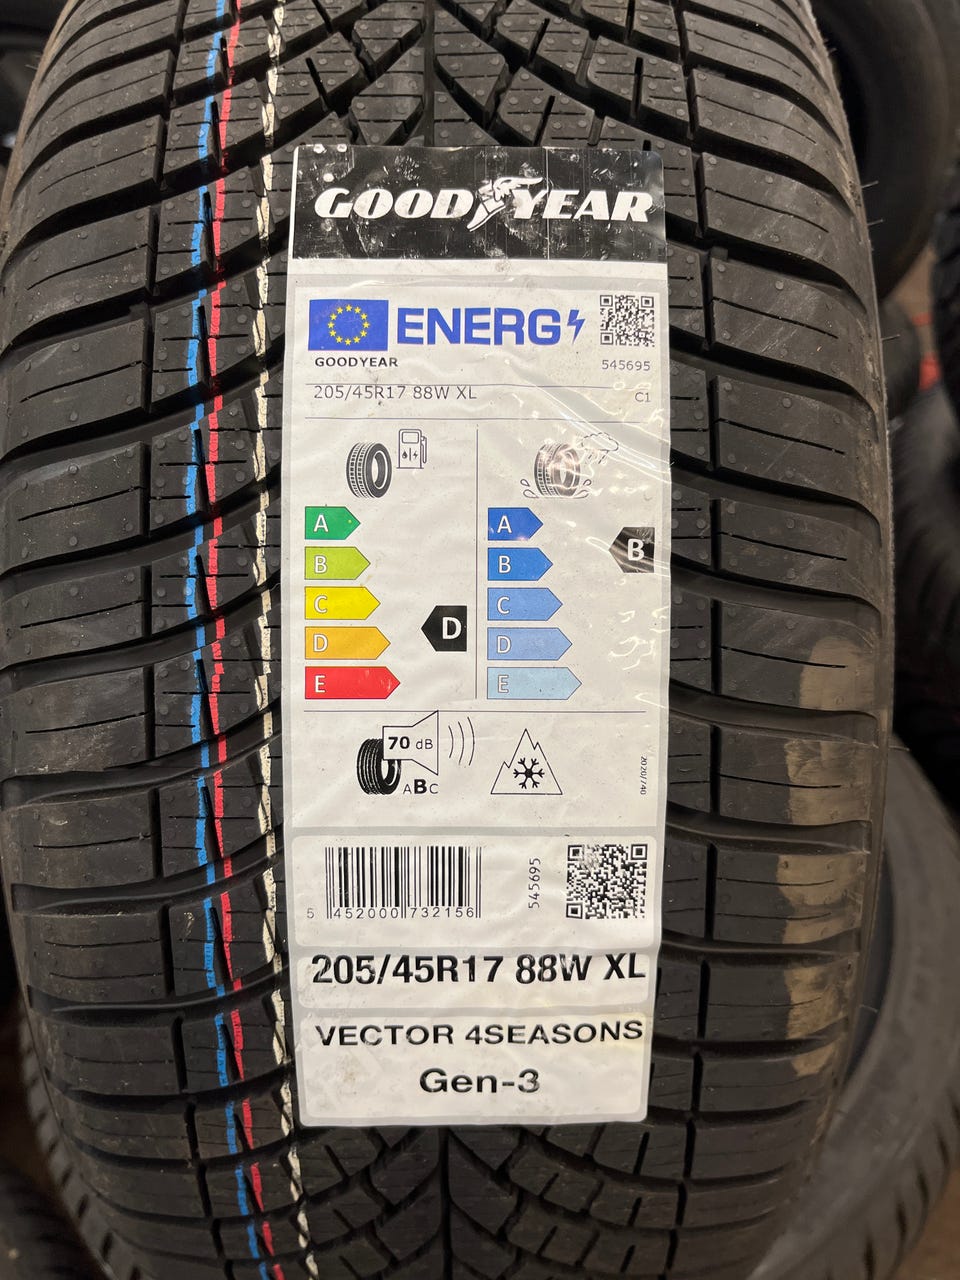 GOODYEAR
ENERG
GOODYEAR 545695
205/45R17 88W XL C1
A
B
C
D
E
D
A
B
C
D
E
B
70 dB
ABC
2020/740
5 452000 732156
545695
205/45R17 88W XL
VECTOR 4SEASONS
Gen-3